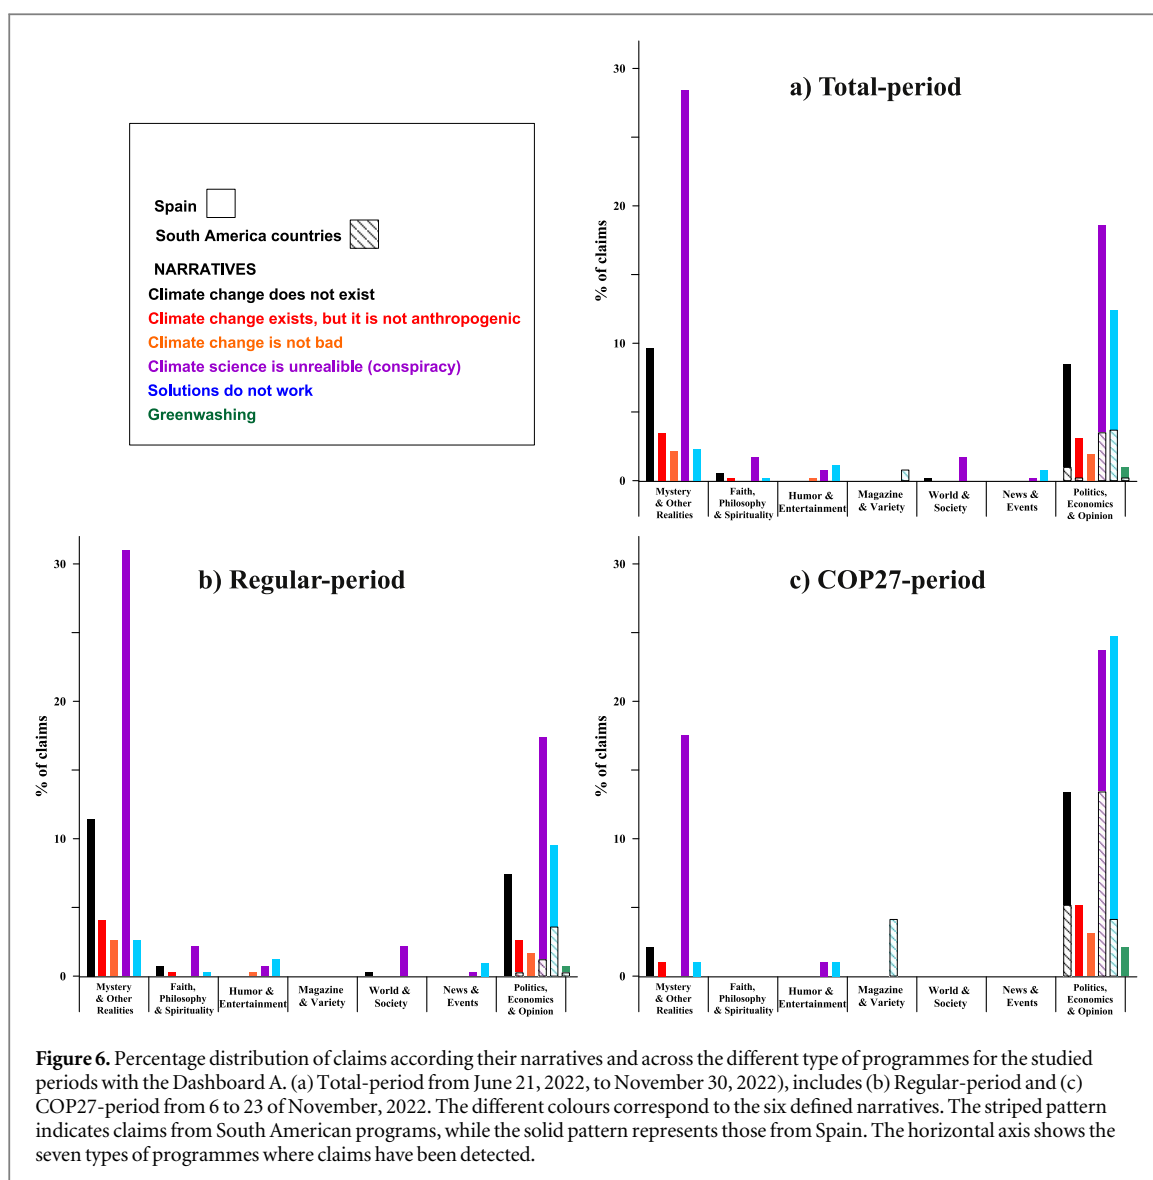 a) Total-period
30
20
10
0
% of claims
Mystery
& Other
Realities
Faith,
Philosophy
& Spirituality
Humor &
Entertainment
Magazine
& Variety
World &
Society
News &
Events
Politics,
Economics
& Opinion
Spain
South America countries
NARRATIVES
Climate change does not exist
Climate change exists, but it is not anthropogenic
Climate change is not bad
Climate science is unrealible (conspiracy)
Solutions do not work
Greenwashing
b) Regular-period
30
20
10
0
% of claims
Mystery
& Other
Realities
Faith,
Philosophy
& Spirituality
Humor &
Entertainment
Magazine
& Variety
World &
Society
News &
Events
Politics,
Economics
& Opinion
c) COP27-period
30
20
10
0
% of claims
Mystery
& Other
Realities
Faith,
Philosophy
& Spirituality
Humor &
Entertainment
Magazine
& Variety
World &
Society
News &
Events
Politics,
Economics
& Opinion
Figure 6. Percentage distribution of claims according their narratives and across the different type of programmes for the studied
periods with the Dashboard A. (a) Total-period from June 21, 2022, to November 30, 2022), includes (b) Regular-period and (c)
COP27-period from 6 to 23 of November, 2022. The different colours correspond to the six defined narratives. The striped pattern
indicates claims from South American programs, while the solid pattern represents those from Spain. The horizontal axis shows the
seven types of programmes where claims have been detected.